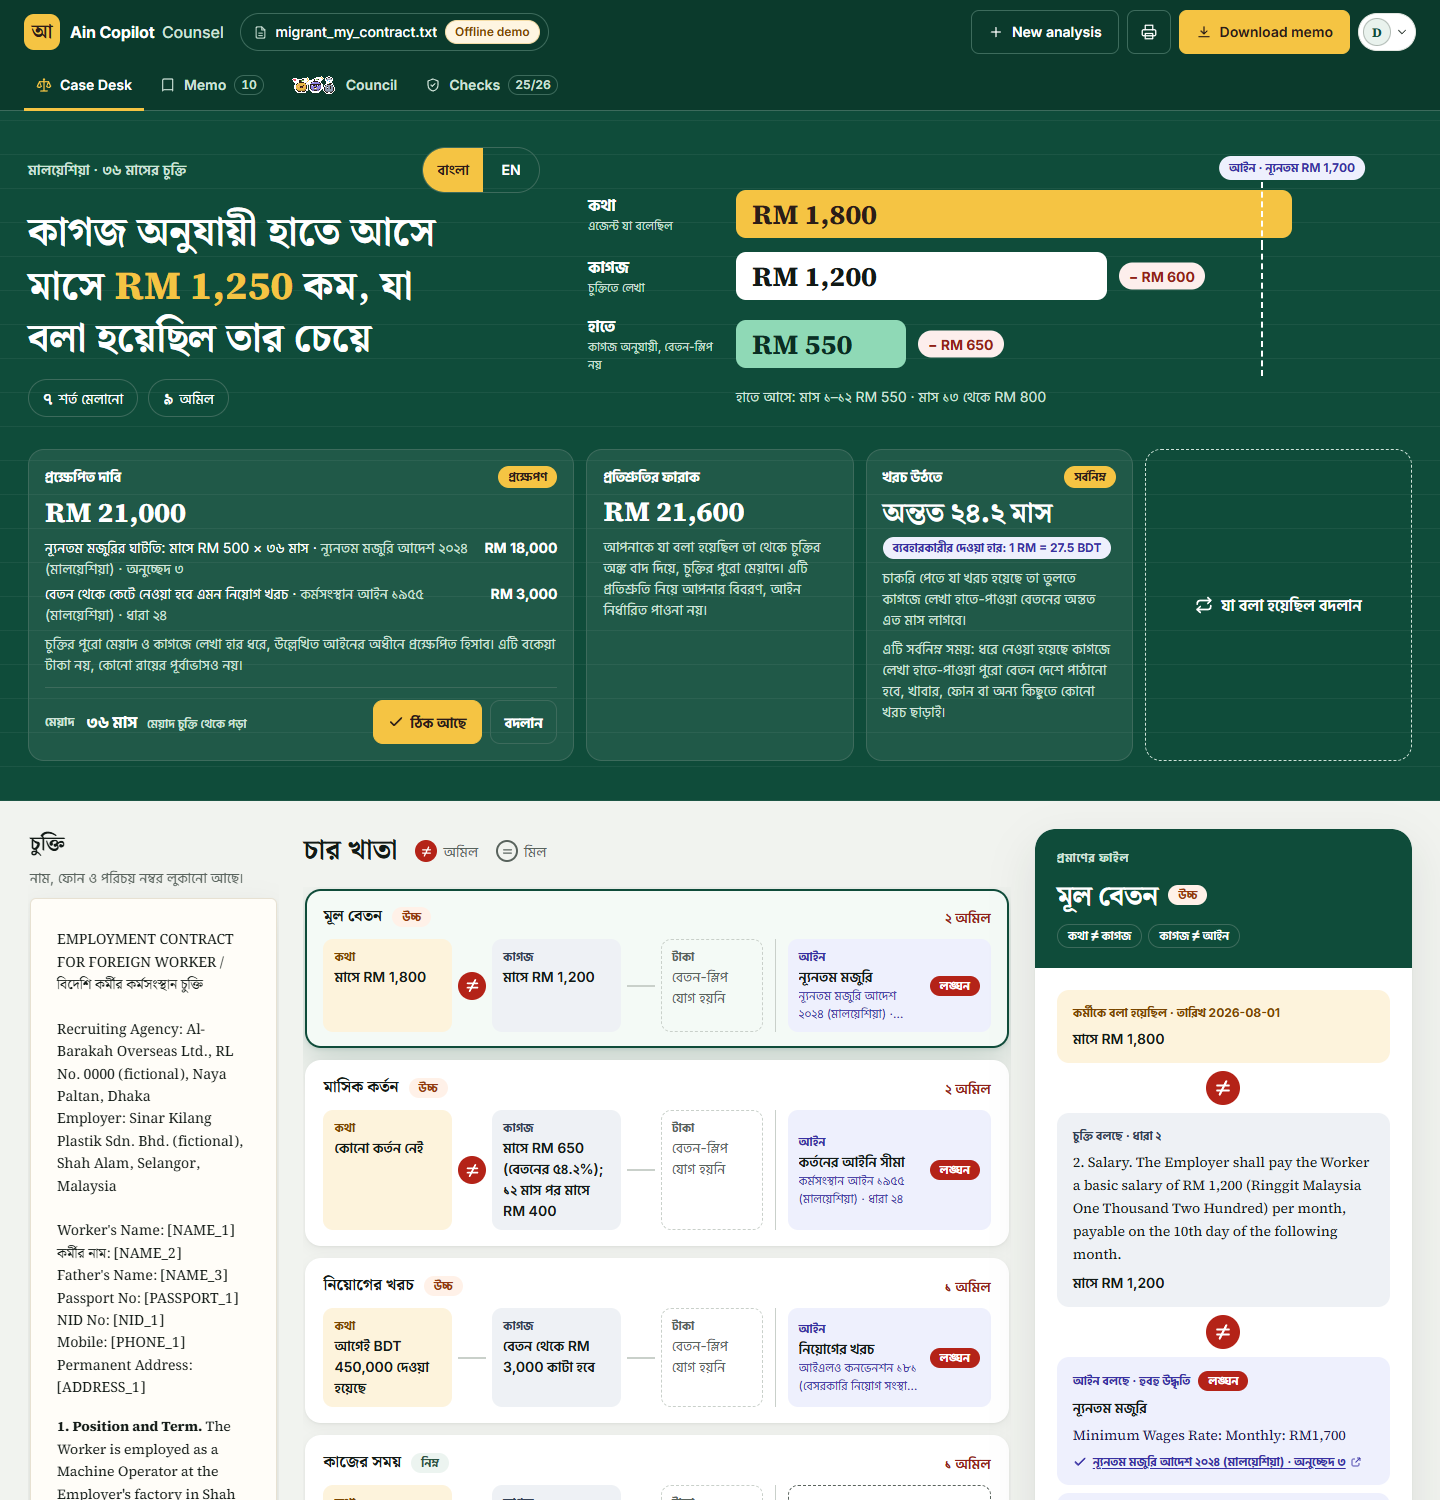 আ Ain Copilot Counsel
migrant_my_contract.txt Offline demo
New analysis
Download memo
D
Case Desk
Memo 10
Council
Checks 25/26
মালয়েশিয়া · ৩৬ মাসের চুক্তি
বাংলা EN
কাগজ অনুযায়ী হাতে আসে
মাসে RM 1,250 কম, যা
বলা হয়েছিল তার চেয়ে
৭ শর্ত মেলানো
৯ অমিল
আইন · ন্যূনতম RM 1,700
কথা
এজেন্ট যা বলেছিল
RM 1,800
কাগজ
চুক্তিতে লেখা
RM 1,200
− RM 600
হাতে
কাগজ অনুযায়ী, বেতন-স্লিপ
নয়
RM 550
− RM 650
হাতে আসে: মাস ১–১২ RM 550 · মাস ১৩ থেকে RM 800
প্রক্ষেপিত দাবি প্রক্ষেপণ
RM 21,000
ন্যূনতম মজুরির ঘাটতি: মাসে RM 500 × ৩৬ মাস · ন্যূনতম মজুরি আদেশ ২০২৪ RM 18,000
(মালয়েশিয়া) · অনুচ্ছেদ ৩
বেতন থেকে কেটে নেওয়া হবে এমন নিয়োগ খরচ · কর্মসংস্থান আইন ১৯৫৫ RM 3,000
(মালয়েশিয়া) · ধারা ২৪
চুক্তির পুরো মেয়াদ ও কাগজে লেখা হার ধরে, উল্লেখিত আইনের অধীনে প্রক্ষেপিত হিসাব। এটি বকেয়া
টাকা নয়, কোনো রায়ের পূর্বাভাসও নয়।
মেয়াদ ৩৬ মাস মেয়াদ চুক্তি থেকে পড়া
ঠিক আছে
বদলান
প্রতিশ্রুতির ফারাক
RM 21,600
আপনাকে যা বলা হয়েছিল তা থেকে চুক্তির
অঙ্ক বাদ দিয়ে, চুক্তির পুরো মেয়াদে। এটি
প্রতিশ্রুতি নিয়ে আপনার বিবরণ, আইন
নির্ধারিত পাওনা নয়।
খরচ উঠতে সর্বনিম্ন
অন্তত ২৪.২ মাস
ব্যবহারকারীর দেওয়া হার: 1 RM = 27.5 BDT
চাকরি পেতে যা খরচ হয়েছে তা তুলতে
কাগজে লেখা হাতে-পাওয়া বেতনের অন্তত
এত মাস লাগবে।
এটি সর্বনিম্ন সময়: ধরে নেওয়া হয়েছে কাগজে
লেখা হাতে-পাওয়া পুরো বেতন দেশে পাঠানো
হবে, খাবার, ফোন বা অন্য কিছুতে কোনো
খরচ ছাড়াই।
যা বলা হয়েছিল বদলান
চুক্তি
নাম, ফোন ও পরিচয় নম্বর লুকানো আছে।
EMPLOYMENT CONTRACT
FOR FOREIGN WORKER /
বিদেশি কর্মীর কর্মসংস্থান চুক্তি
Recruiting Agency: Al-
Barakah Overseas Ltd., RL
No. 0000 (fictional), Naya
Paltan, Dhaka
Employer: Sinar Kilang
Plastik Sdn. Bhd. (fictional),
Shah Alam, Selangor,
Malaysia
Worker's Name: [NAME_1]
কর্মীর নাম: [NAME_2]
Father's Name: [NAME_3]
Passport No: [PASSPORT_1]
NID No: [NID_1]
Mobile: [PHONE_1]
Permanent Address:
[ADDRESS_1]
1. Position and Term. The
Worker is employed as a
Machine Operator at the
Employer's factory in Shah
চার খাতা ≠ অমিল = মিল
মূল বেতন উচ্চ ২ অমিল
কথা
মাসে RM 1,800
≠
কাগজ
মাসে RM 1,200
টাকা
বেতন-স্লিপ
যোগ হয়নি
আইন
ন্যূনতম মজুরি
ন্যূনতম মজুরি আদেশ
২০২৪ (মালয়েশিয়া) ·...
লঙ্ঘন
মাসিক কর্তন উচ্চ ২ অমিল
কথা
কোনো কর্তন নেই
≠
কাগজ
মাসে RM 650
(বেতনের ৫৪.২%);
১২ মাস পর মাসে
RM 400
টাকা
বেতন-স্লিপ
যোগ হয়নি
আইন
কর্তনের আইনি সীমা
কর্মসংস্থান আইন ১৯৫৫
(মালয়েশিয়া) · ধারা ২৪
লঙ্ঘন
নিয়োগের খরচ উচ্চ ১ অমিল
কথা
আগেই BDT
450,000 দেওয়া
হয়েছে
কাগজ
বেতন থেকে RM
3,000 কাটা হবে
টাকা
বেতন-স্লিপ
যোগ হয়নি
আইন
নিয়োগের খরচ
আইএলও কনভেনশন ১৮১
(বেসরকারি নিয়োগ সংস্থা...
লঙ্ঘন
কাজের সময় নিম্ন ১ অমিল
প্রমাণের ফাইল
মূল বেতন উচ্চ
কথা ≠ কাগজ
কাগজ ≠ আইন
কর্মীকে বলা হয়েছিল · তারিখ 2026-08-01
মাসে RM 1,800
≠
চুক্তি বলছে · ধারা ২
2. Salary. The Employer shall pay the Worker
a basic salary of RM 1,200 (Ringgit Malaysia
One Thousand Two Hundred) per month,
payable on the 10th day of the following
month.
মাসে RM 1,200
≠
আইন বলছে · হুবহু উদ্ধৃতি লঙ্ঘন
ন্যূনতম মজুরি
Minimum Wages Rate: Monthly: RM1,700
ন্যূনতম মজুরি আদেশ ২০২৪ (মালয়েশিয়া) · অনুচ্ছেদ ৩